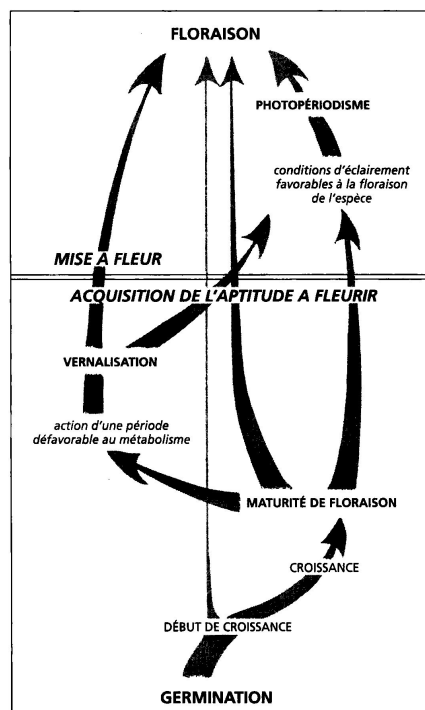 FLORAISON
PHOTOPÉRIODISME
conditions d'éclairement
favorables à la floraison
de l'espèce
MISE A FLEUR
ACQUISITION DE L'APTITUDE A FLEURIR
VERNALISATION
action d'une période
défavorable au métabolisme
MATURITÉ DE FLORAISON
CROISSANCE
DÉBUT DE CROISSANCE
GERMINATION